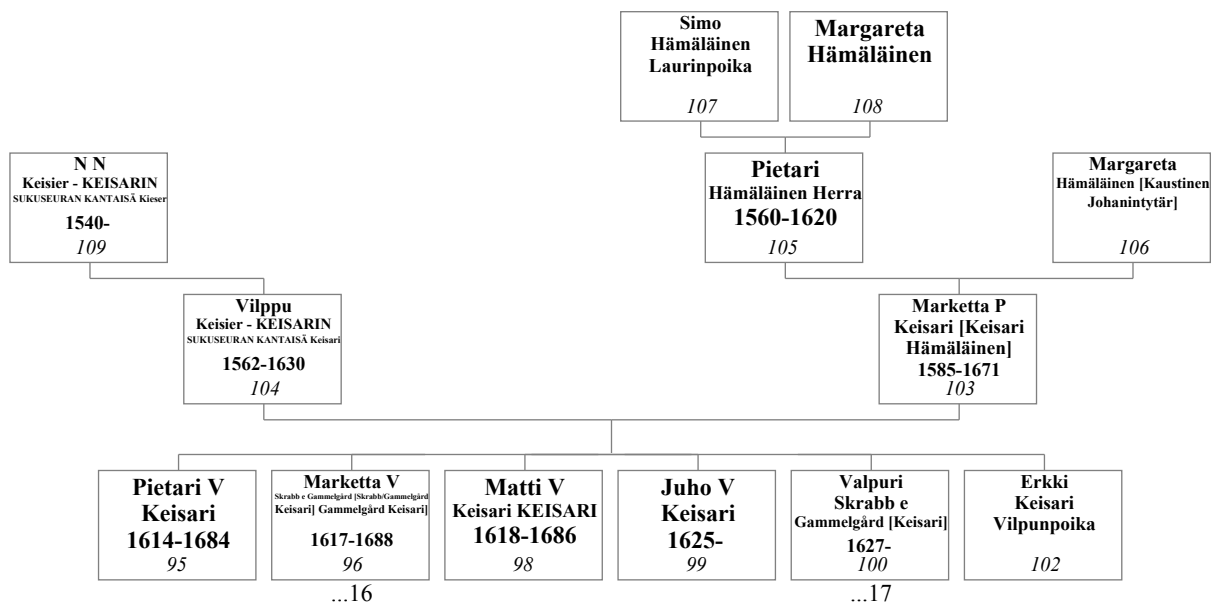 Simo
Hämäläinen
Laurinpoika
107
Margareta
Hämäläinen
108
N N
Keisier - KEISARIN
SUKUSEURAN KANTAISÄ Kieser
1540-
109
Pietari
Hämäläinen Herra
1560-1620
105
Margareta
Hämäläinen [Kaustinen
Johanintytär]
106
Vilppu
Keisier - KEISARIN
SUKUSEURAN KANTAISÄ Keisari
1562-1630
104
Marketta P
Keisari [Keisari
Hämäläinen]
1585-1671
103
Pietari V
Keisari
1614-1684
95
Marketta V
Skrabb e Gammelgård [Skrabb/Gammelgård
Keisari] Gammelgård Keisari]
1617-1688
96
Matti V
Keisari KEISARI
1618-1686
98
Juho V
Keisari
1625-
99
Valpuri
Skrabb e
Gammelgård [Keisari]
1627-
100
Erkki
Keisari
Vilpunpoika
102
...16
...17